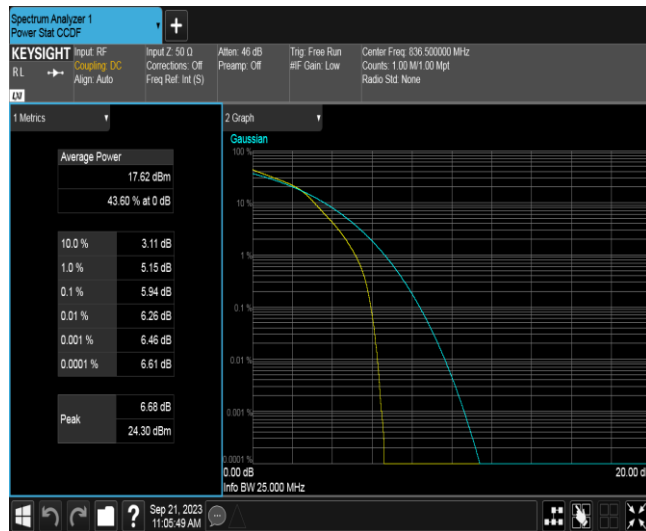 Spectrum Analyzer 1
Power Stat CCDF
KEYSIGHT
RL
LXI
Input: RF
Coupling: DC
Align: Auto
Input Z: 50 Ω
Corrections: Off
Freq Ref: Int (S)
Atten: 46 dB
Preamp: Off
Trig: Free Run
#IF Gain: Low
Center Freq: 836.500000 MHz
Counts: 1.00 M/1.00 Mpt
Radio Std: None
1 Metrics
Average Power
17.62 dBm
43.60 % at 0 dB
10.0 % 3.11 dB
1.0 % 5.15 dB
0.1 % 5.94 dB
0.01 % 6.26 dB
0.001 % 6.46 dB
0.0001 % 6.61 dB
Peak
6.68 dB
24.30 dBm
2 Graph
Gaussian
100 %
10 %
1 %
0.1 %
0.01 %
0.001 %
0.0001 %
0.00 dB
20.00 d
Info BW 25.000 MHz
?
Sep 21, 2023
11:05:49 AM